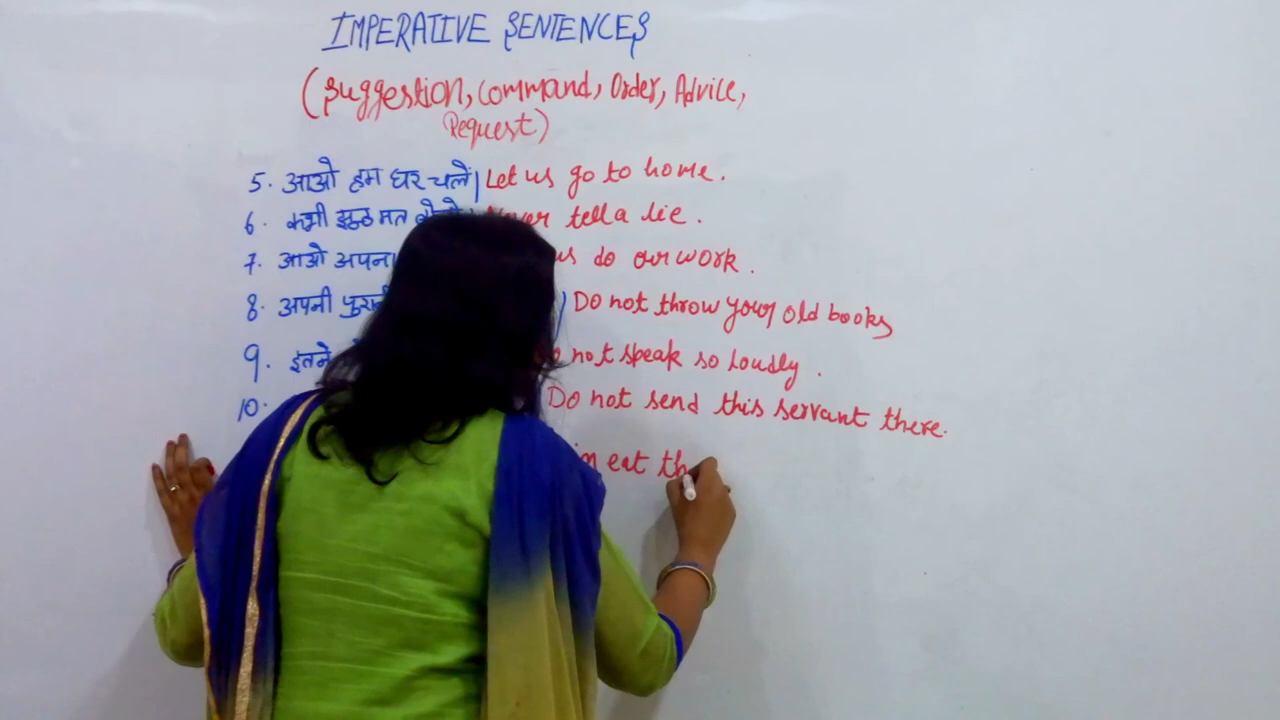 IMPERATIVE SENTENCES
(Suggestion, Command, Order, Advice,
Request)
5. आओ हम घर चलें| Let us go to home.
6. कभी झूठ मत tell a lie.
7. आओ अपना us do our work.
8. अपनी | Do not throw your old books
9. इतने not speak so loudly.
10. Do not send this servant there.
eat